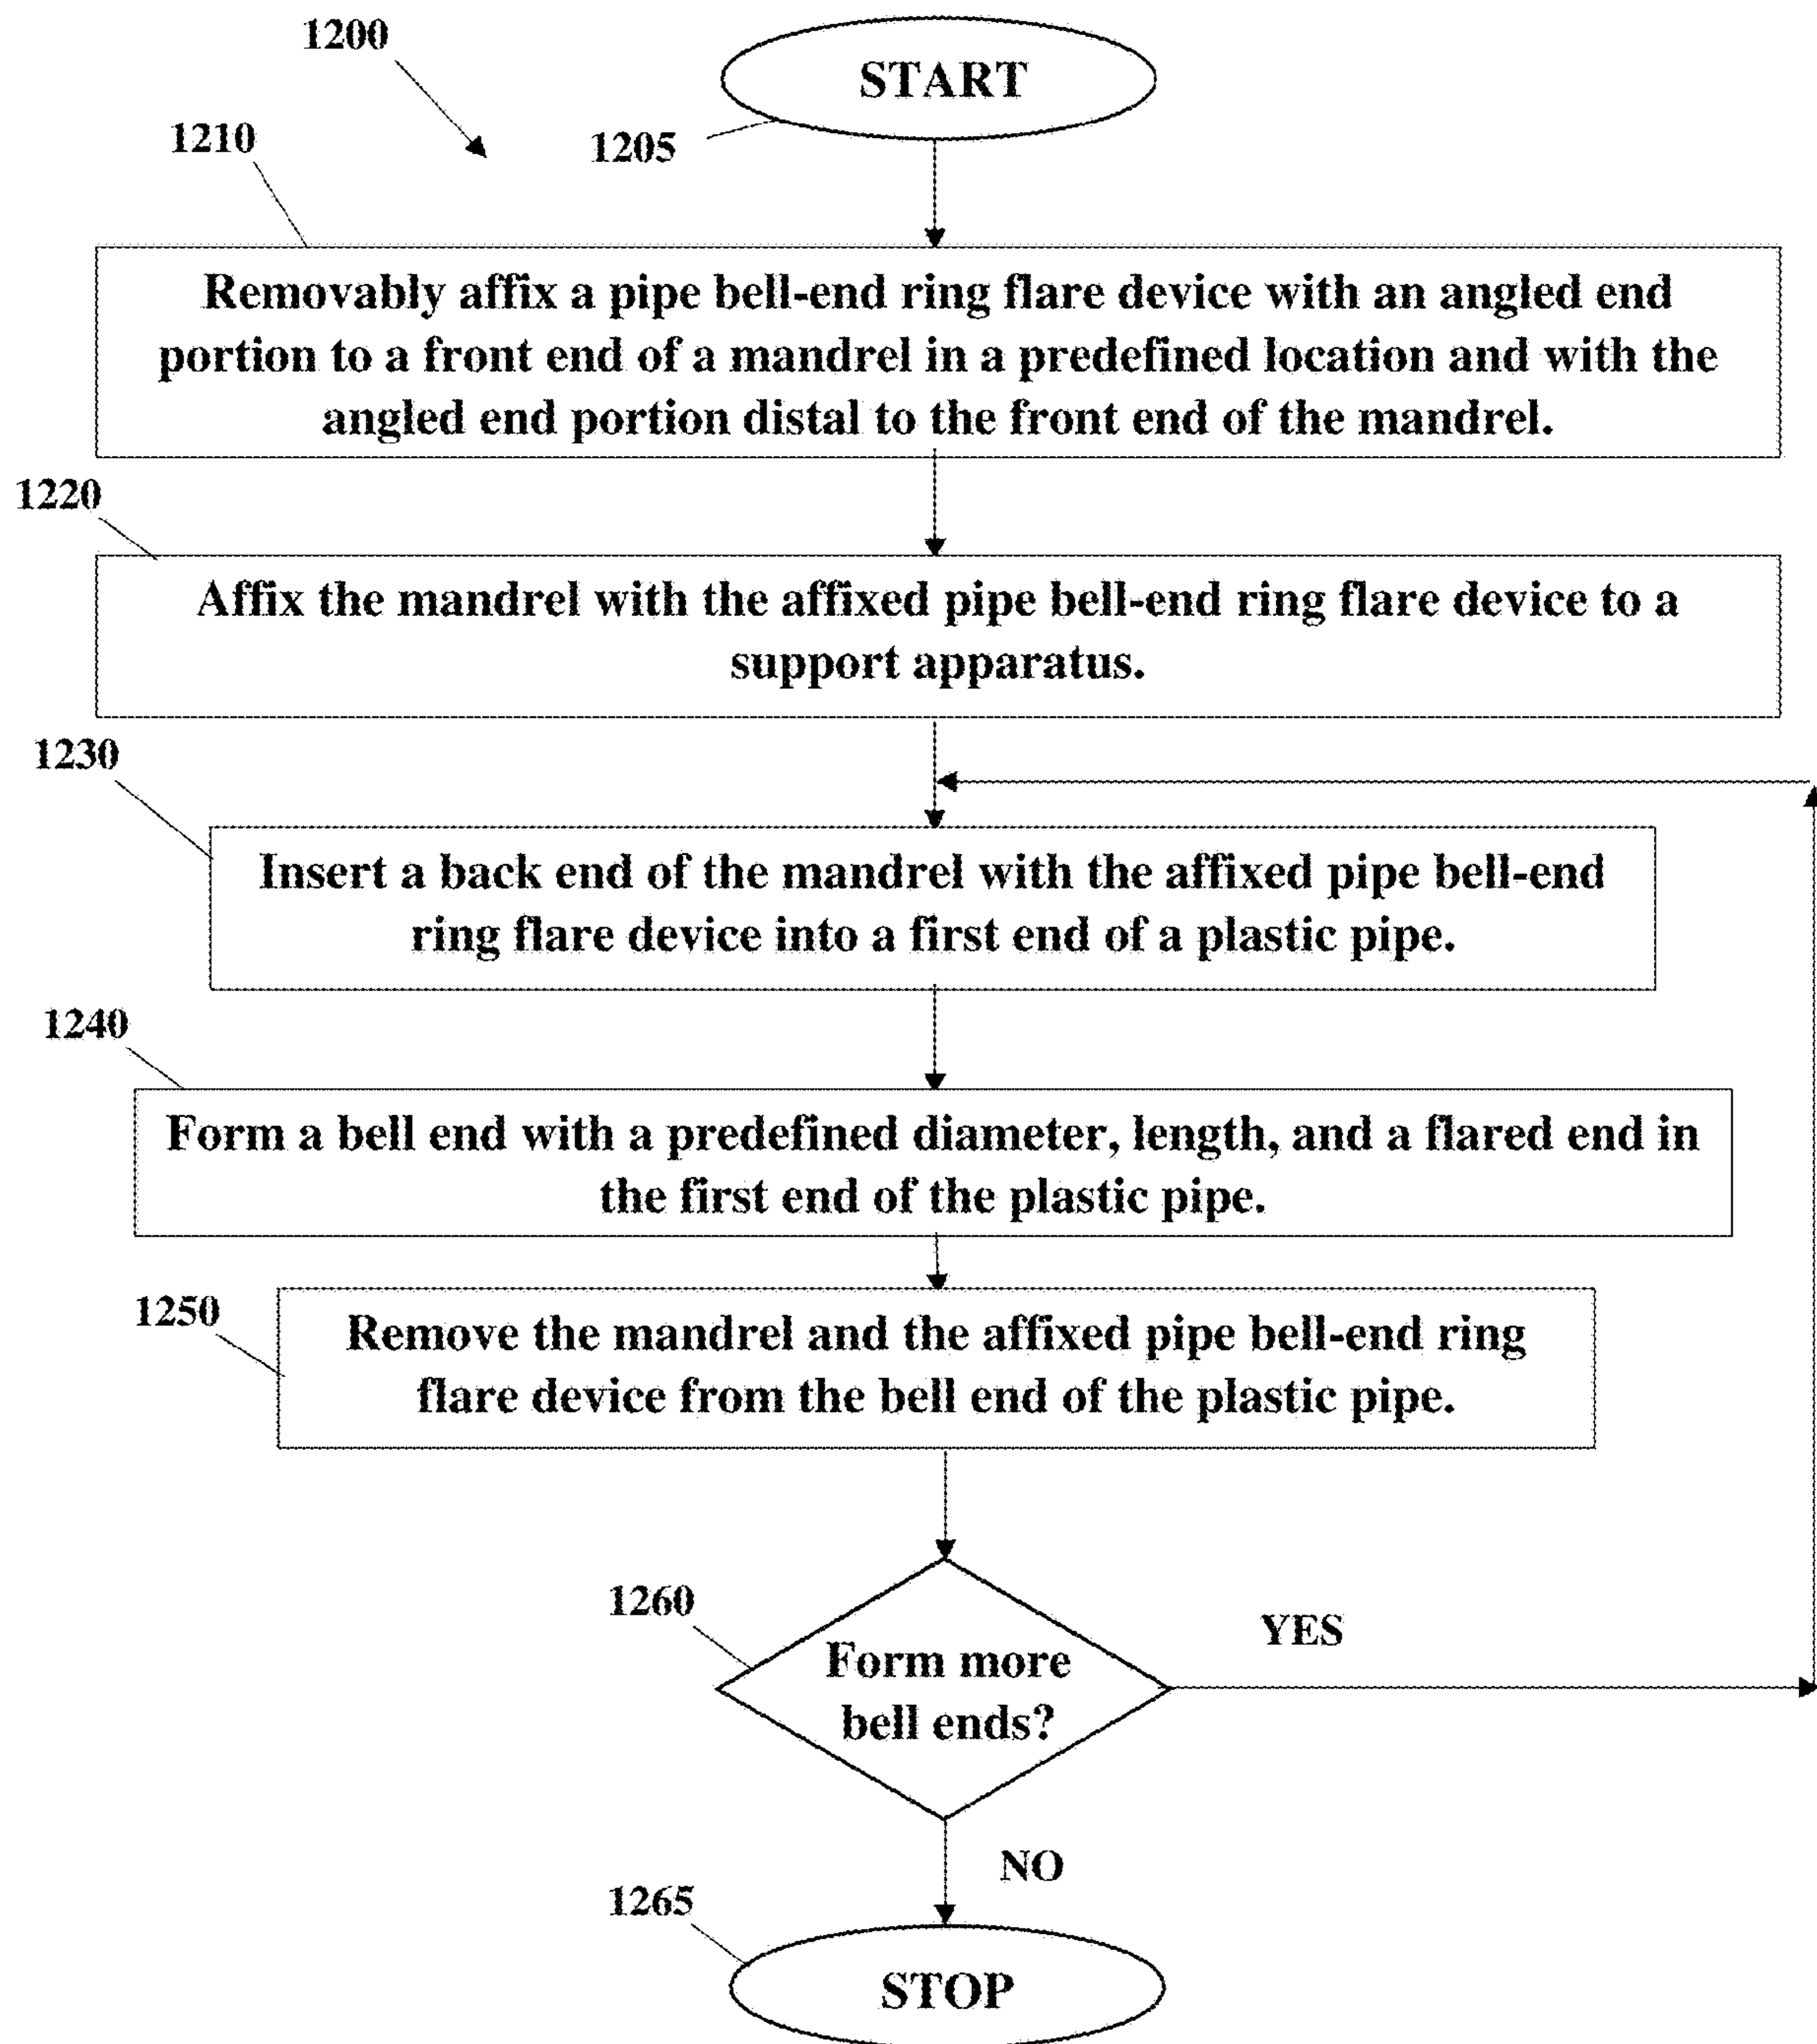 1200
START
1205
1210
Removably affix a pipe bell-end ring flare device with an angled end
portion to a front end of a mandrel in a predefined location and with the
angled end portion distal to the front end of the mandrel.
1220
Affix the mandrel with the affixed pipe bell-end ring flare device to a
support apparatus.
1230
Insert a back end of the mandrel with the affixed pipe bell-end
ring flare device into a first end of a plastic pipe.
1240
Form a bell end with a predefined diameter, length, and a flared end in
the first end of the plastic pipe.
1250
Remove the mandrel and the affixed pipe bell-end ring
flare device from the bell end of the plastic pipe.
1260
Form more
bell ends?
YES
NO
1265
STOP